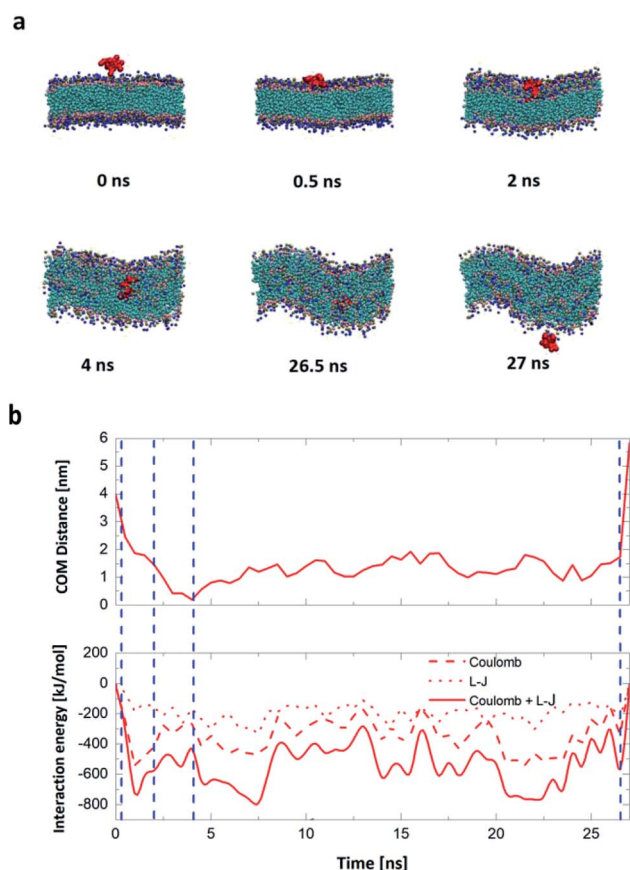 a
0 ns 0.5 ns 2 ns
4 ns 26.5 ns 27 ns
b
6
5
4
3
2
1
0
COM Distance [nm]
200
0
-200
-400
-600
-800
Interaction energy [kJ/mol]
Coulomb
L-J
Coulomb + L-J
0 5 10 15 20 25
Time [ns]